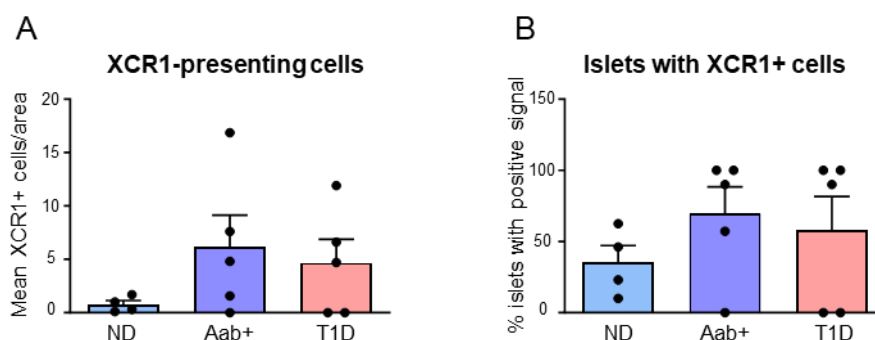 A
XCR1-presenting cells
Mean XCR1+ cells/area
20
15
10
5
0
ND
Aab+
T1D
B
Islets with XCR1+ cells
% islets with positive signal
150
100
50
0
ND
Aab+
T1D